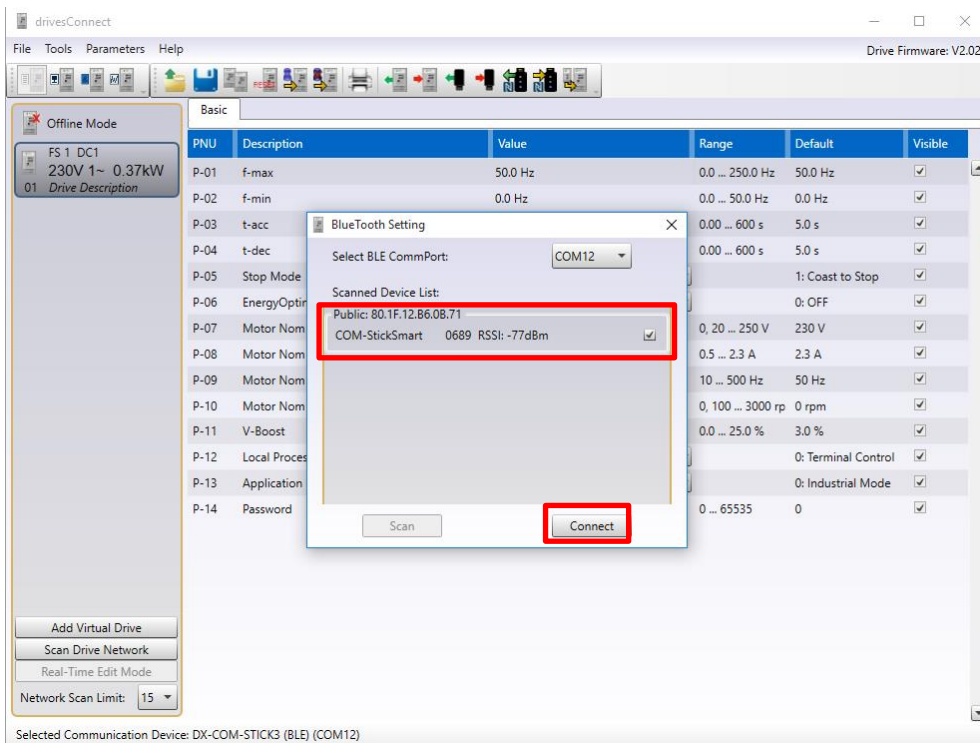 drivesConnect
File Tools Parameters Help
Drive Firmware: V2.02
Offline Mode
FS 1 DC1
230V 1~ 0.37kW
01 Drive Description
Basic
PNU Description Value Range Default Visible
P-01 f-max 50.0 Hz 0.0 ... 250.0 Hz 50.0 Hz
P-02 f-min 0.0 Hz 0.0 ... 50.0 Hz 0.0 Hz
P-03 t-acc 0.00 ... 600 s 5.0 s
P-04 t-dec 0.00 ... 600 s 5.0 s
P-05 Stop Mode 1: Coast to Stop
P-06 EnergyOptim 0: OFF
P-07 Motor Nom 0, 20 ... 250 V 230 V
P-08 Motor Nom 0.5 ... 2.3 A 2.3 A
P-09 Motor Nom 10 ... 500 Hz 50 Hz
P-10 Motor Nom 0, 100 ... 3000 rp 0 rpm
P-11 V-Boost 0.0 ... 25.0 % 3.0 %
P-12 Local Proces 0: Terminal Control
P-13 Application 0: Industrial Mode
P-14 Password 0 ... 65535 0
BlueTooth Setting
Select BLE CommPort: COM12
Scanned Device List:
Public: 80.1F.12.B6.0B.71
COM-StickSmart 0689 RSSI: -77dBm
Scan Connect
Add Virtual Drive
Scan Drive Network
Real-Time Edit Mode
Network Scan Limit: 15
Selected Communication Device: DX-COM-STICK3 (BLE) (COM12)